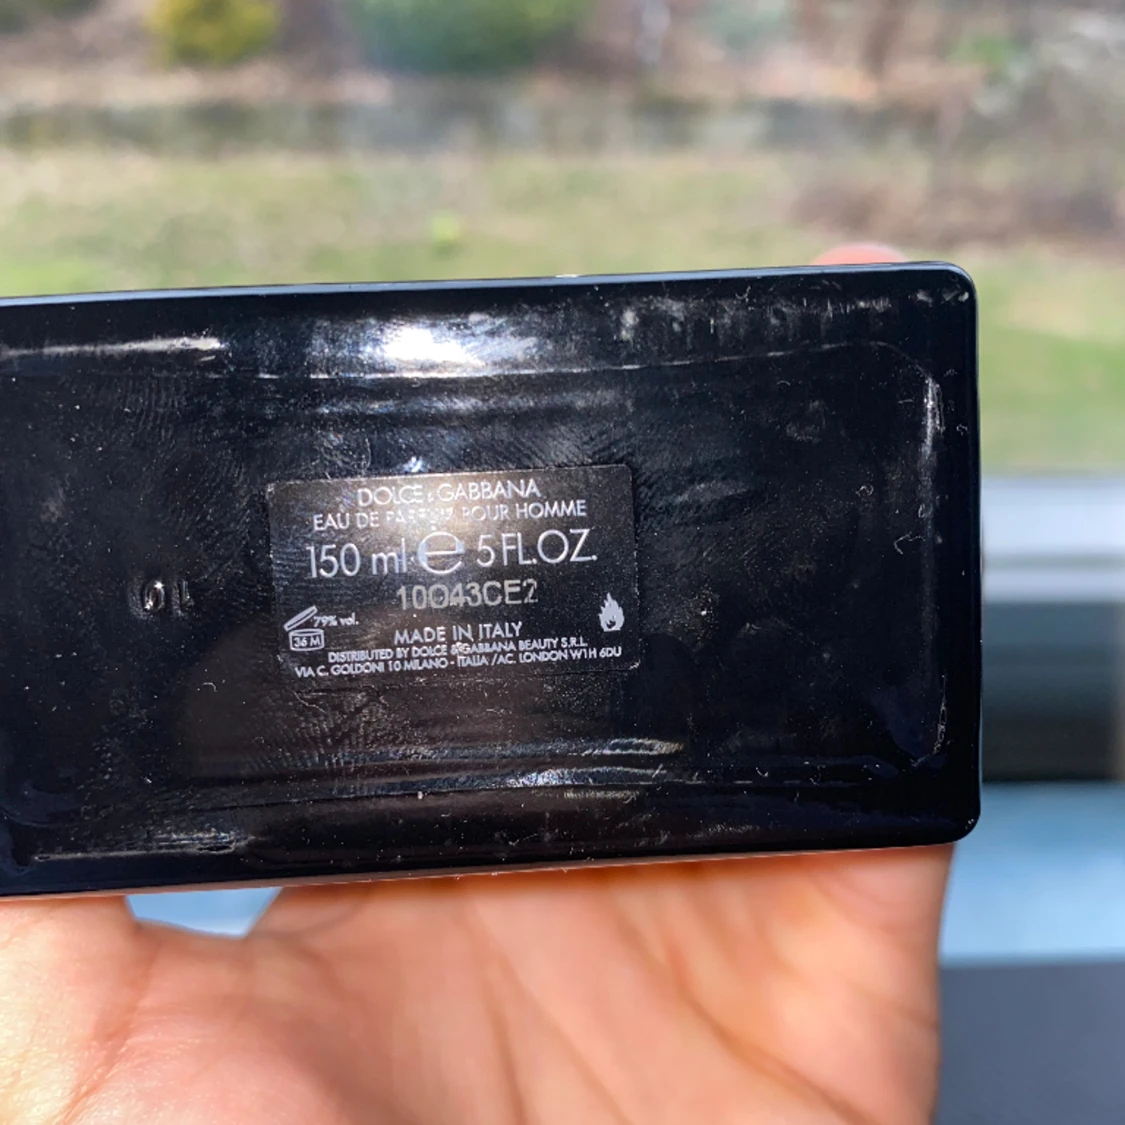 DOLCE & GABBANA
EAU DE PARFUM POUR HOMME
150 ml e 5 FL.OZ.
10043CE2
79% vol.
36 M
MADE IN ITALY
DISTRIBUTED BY DOLCE & GABBANA BEAUTY S.R.L.
VIA C. GOLDONI 10 MILANO - ITALIA /AC. LONDON W1H 6DU
10